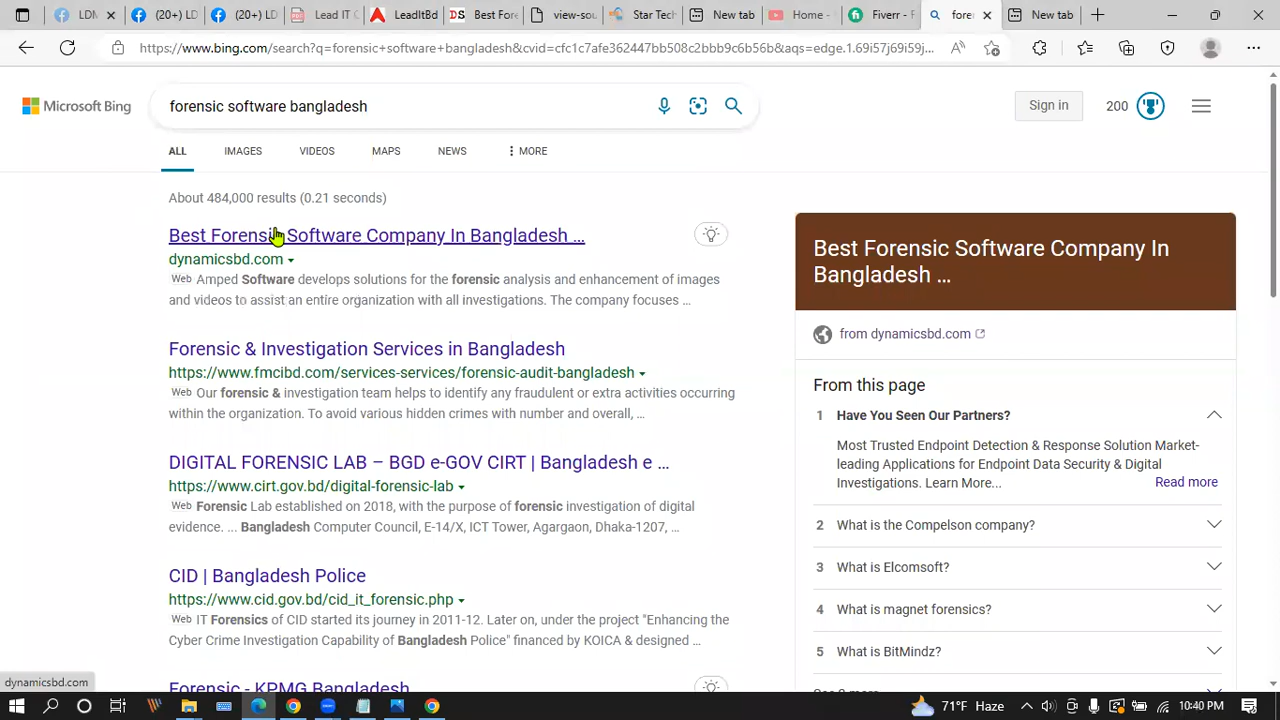 LDN
(20+) L
(20+) L
Lead IT
LeadItBd
Best For
view-sou
Star Tech
New tab
Home -
Fiverr -
fore
New tab
https://www.bing.com/search?q=forensic+software+bangladesh&cvid=cfc1c7afe362447bb508c2bbb9c6b56b&aqs=edge.1.69i57j69i59j...
Microsoft Bing
forensic software bangladesh
Sign in
200
ALL
IMAGES
VIDEOS
MAPS
NEWS
MORE
About 484,000 results (0.21 seconds)
Best Forensic Software Company In Bangladesh ...
dynamicsbd.com
Web Amped Software develops solutions for the forensic analysis and enhancement of images
and videos to assist an entire organization with all investigations. The company focuses ...
Forensic & Investigation Services in Bangladesh
https://www.fmcibd.com/services-services/forensic-audit-bangladesh
Web Our forensic & investigation team helps to identify any fraudulent or extra activities occurring
within the organization. To avoid various hidden crimes with number and overall, ...
DIGITAL FORENSIC LAB – BGD e-GOV CIRT | Bangladesh e ...
https://www.cirt.gov.bd/digital-forensic-lab
Web Forensic Lab established on 2018, with the purpose of forensic investigation of digital
evidence. ... Bangladesh Computer Council, E-14/X, ICT Tower, Agargaon, Dhaka-1207, ...
CID | Bangladesh Police
https://www.cid.gov.bd/cid_it_forensic.php
Web IT Forensics of CID started its journey in 2011-12. Later on, under the project "Enhancing the
Cyber Crime Investigation Capability of Bangladesh Police" financed by KOICA & designed ...
Forensic - KPMG Bangladesh
Best Forensic Software Company In
Bangladesh ...
from dynamicsbd.com
From this page
1 Have You Seen Our Partners?
Most Trusted Endpoint Detection & Response Solution Market-
leading Applications for Endpoint Data Security & Digital
Investigations. Learn More...
Read more
2 What is the Compelson company?
3 What is Elcomsoft?
4 What is magnet forensics?
5 What is BitMindz?
See 8 more
dynamicsbd.com
71°F Haze
10:40 PM